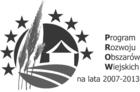 Program
Rozwoju
Obszarów
Wiejskich
na lata 2007-2013